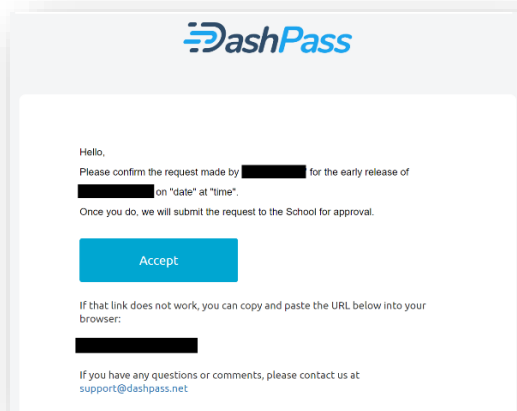 DashPass
Hello,
Please confirm the request made by for the early release of
on "date" at "time".
Once you do, we will submit the request to the School for approval.
Accept
If that link does not work, you can copy and paste the URL below into your
browser:
If you have any questions or comments, please contact us at
support@dashpass.net